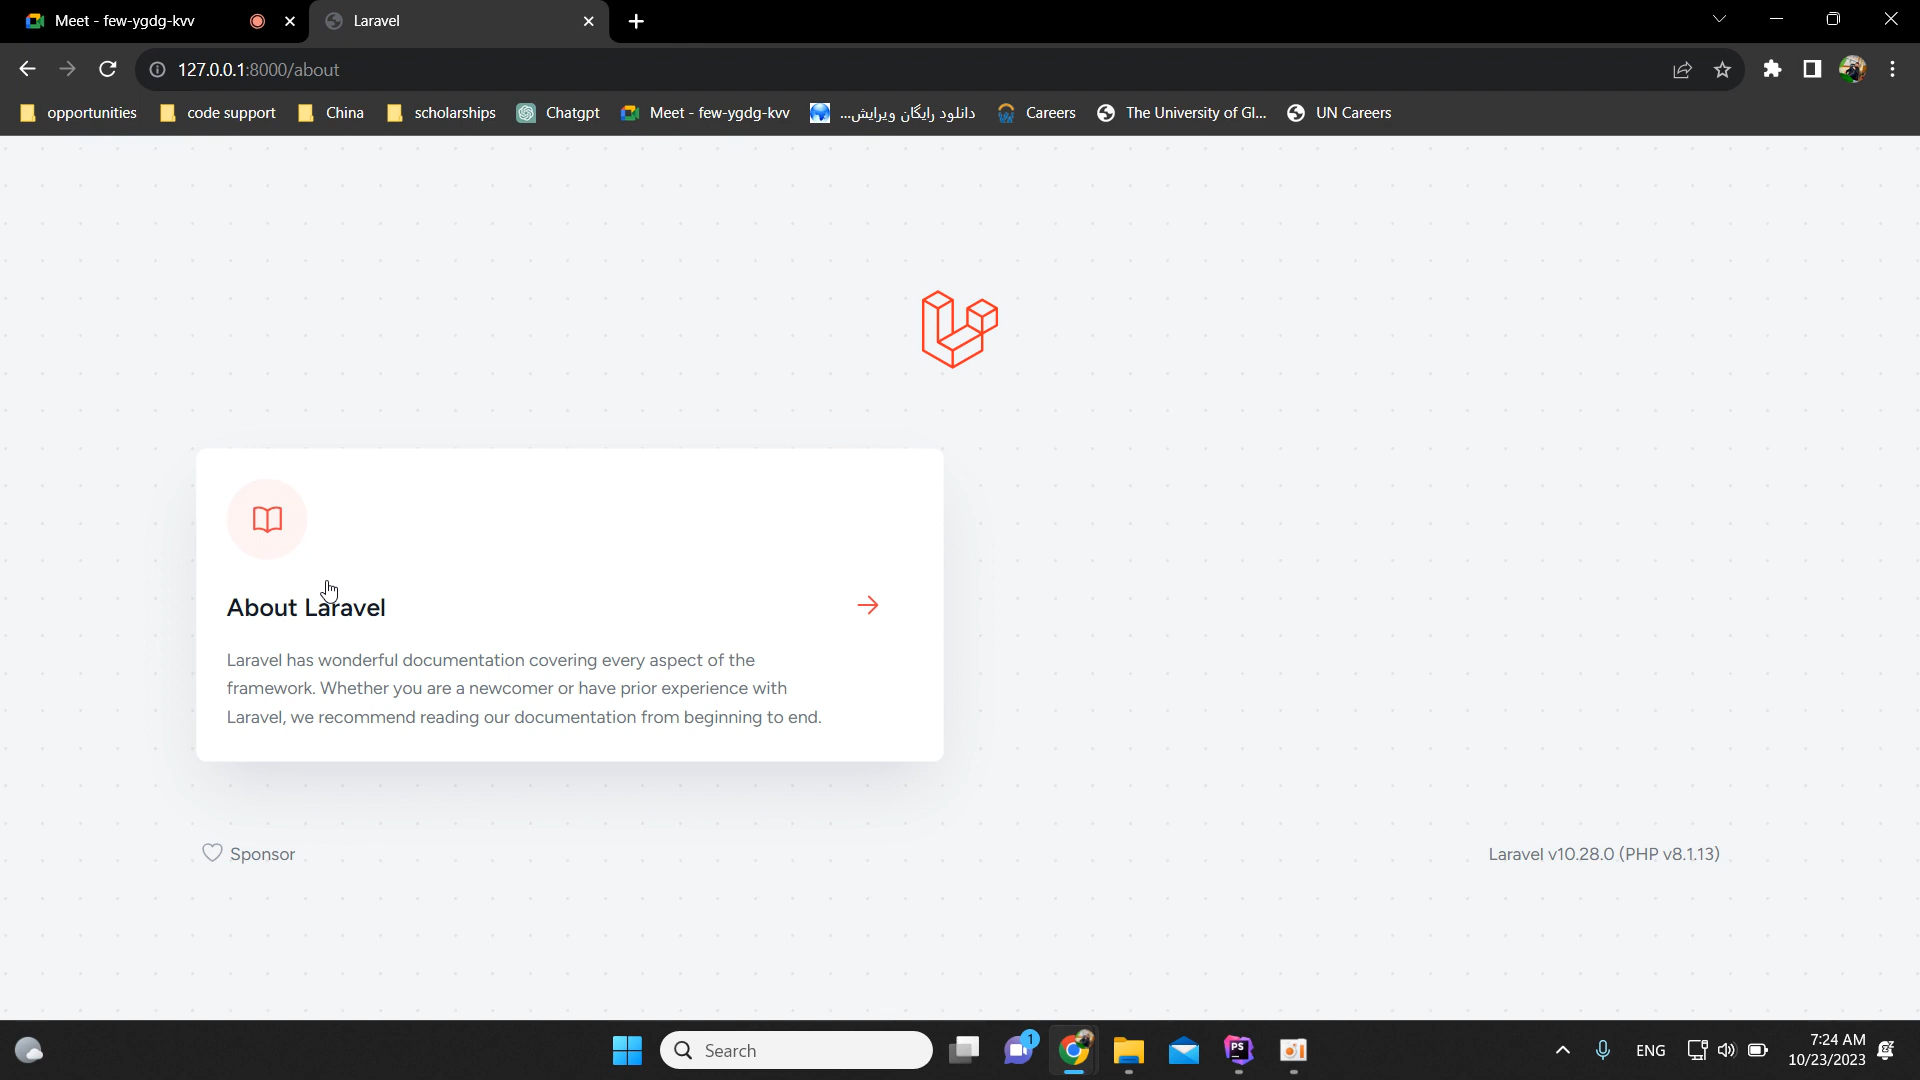 Meet - few-ygdg-kvv
Laravel
127.0.0.1:8000/about
opportunities
code support
China
scholarships
Chatgpt
Meet - few-ygdg-kvv
دانلود رایگان ویرایش...
Careers
The University of Gl...
UN Careers
About Laravel
Laravel has wonderful documentation covering every aspect of the
framework. Whether you are a newcomer or have prior experience with
Laravel, we recommend reading our documentation from beginning to end.
Sponsor
Laravel v10.28.0 (PHP v8.1.13)
Search
1
PS
ENG
7:24 AM
10/23/2023